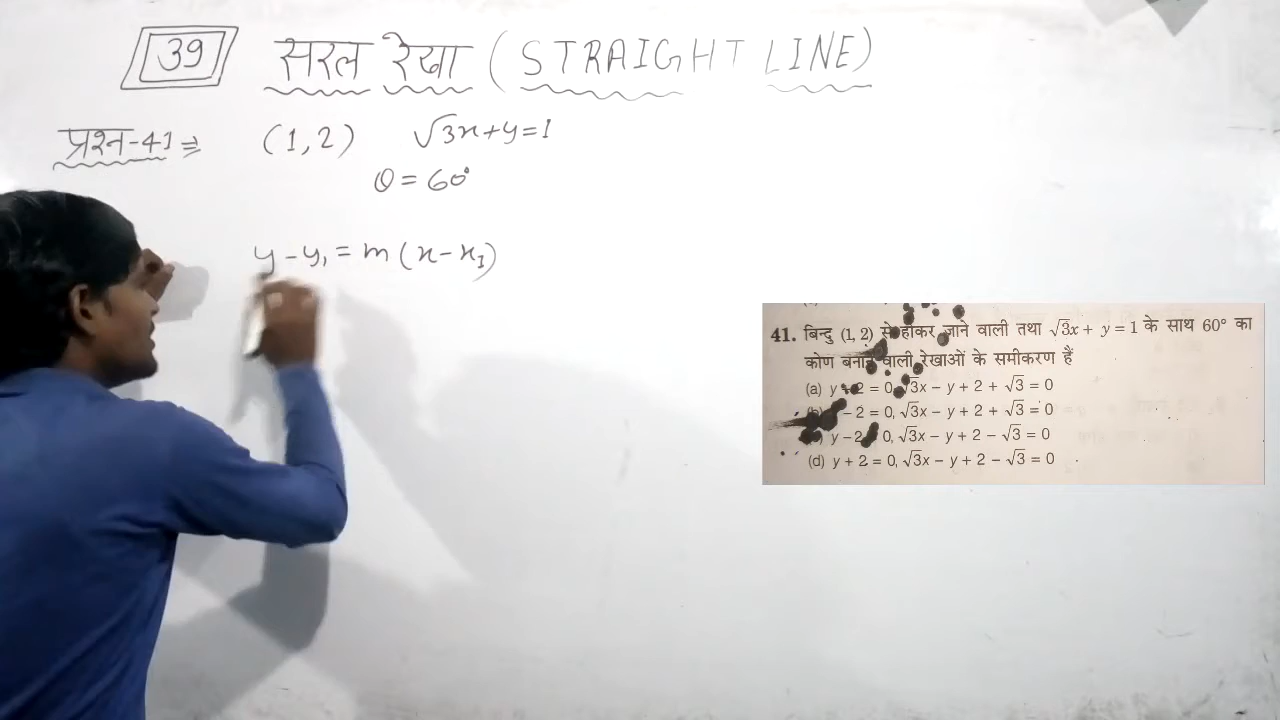 39 सरल रेखा (STRAIGHT LINE)
प्रश्न-41 ⇒ (1,2) √3x+y=1
θ = 60°
y-y₁ = m(x-x₁)
41. बिन्दु (1, 2) से होकर जाने वाली तथा √3x + y = 1 के साथ 60° का
कोण बनाने वाली रेखाओं के समीकरण हैं
(a) y + 2 = 0, √3x – y + 2 + √3 = 0
– 2 = 0, √3x – y + 2 + √3 = 0
y – 2 0, √3x – y + 2 – √3 = 0
(d) y + 2 = 0, √3x – y + 2 – √3 = 0